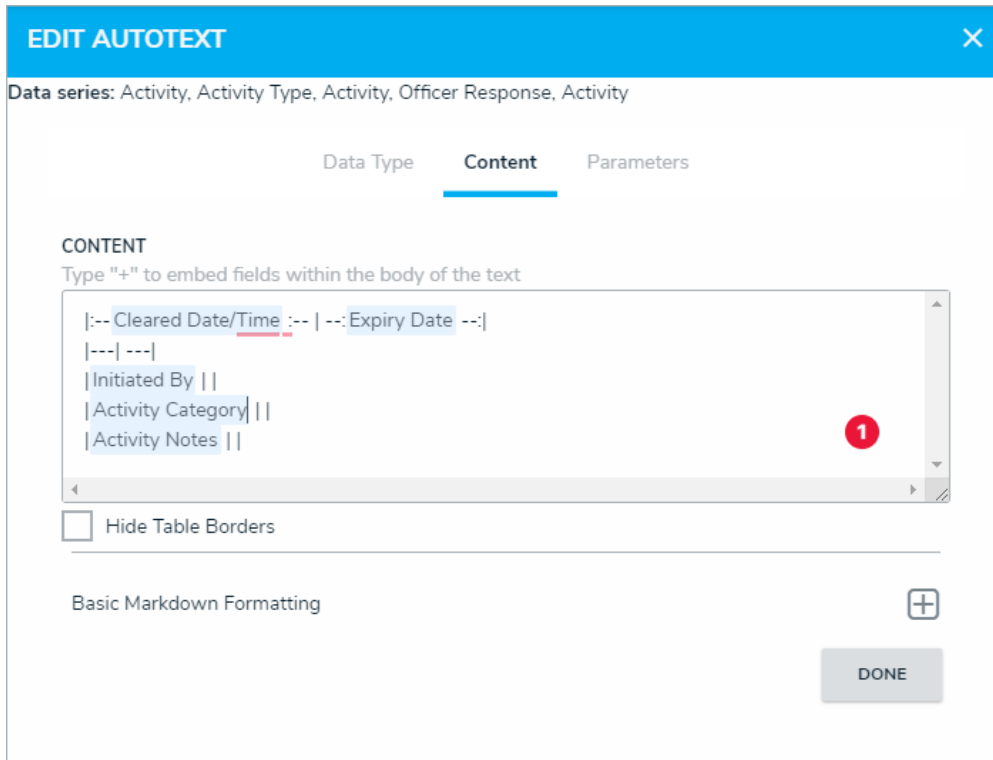 EDIT AUTOTEXT
Data series: Activity, Activity Type, Activity, Officer Response, Activity
Data Type Content Parameters
CONTENT
Type "+" to embed fields within the body of the text
|:-- Cleared Date/Time :-- | --: Expiry Date --:|
|---| ---|
|Initiated By | |
|Activity Category | |
|Activity Notes | |
1
Hide Table Borders
Basic Markdown Formatting
DONE